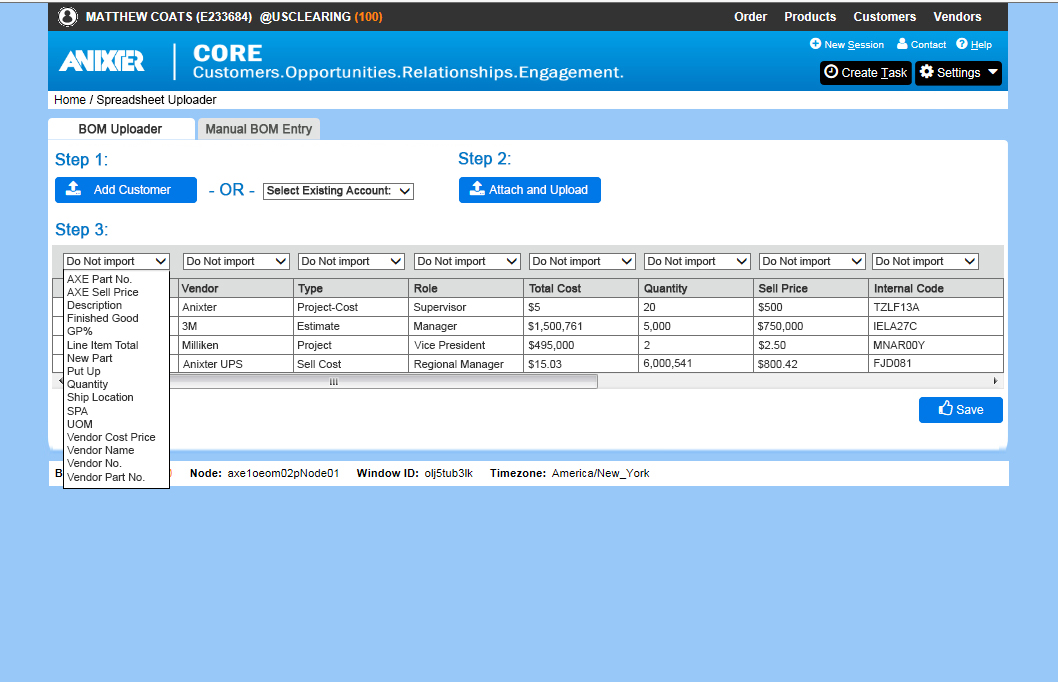 MATTHEW COATS (E233684) @USCLEARING (100) Order Products Customers Vendors
New Session Contact Help
ANIXTER CORE
Customers.Opportunities.Relationships.Engagement.
Create Task Settings
Home / Spreadsheet Uploader
BOM Uploader Manual BOM Entry
Step 1: Step 2:
Add Customer - OR - Select Existing Account: Attach and Upload
Step 3:
Do Not import Do Not import Do Not import Do Not import Do Not import Do Not import Do Not import Do Not import
AXE Part No.
AXE Sell Price
Description
Finished Good
GP%
Line Item Total
New Part
Put Up
Quantity
Ship Location
SPA
UOM
Vendor Cost Price
Vendor Name
Vendor No.
Vendor Part No.
Vendor Type Role Total Cost Quantity Sell Price Internal Code
Anixter Project-Cost Supervisor $5 20 $500 TZLF13A
3M Estimate Manager $1,500,761 5,000 $750,000 IELA27C
Milliken Project Vice President $495,000 2 $2.50 MNAR00Y
Anixter UPS Sell Cost Regional Manager $15.03 6,000,541 $800.42 FJD081
Save
Node: axe1oeom02pNode01 Window ID: olj5tub3lk Timezone: America/New_York